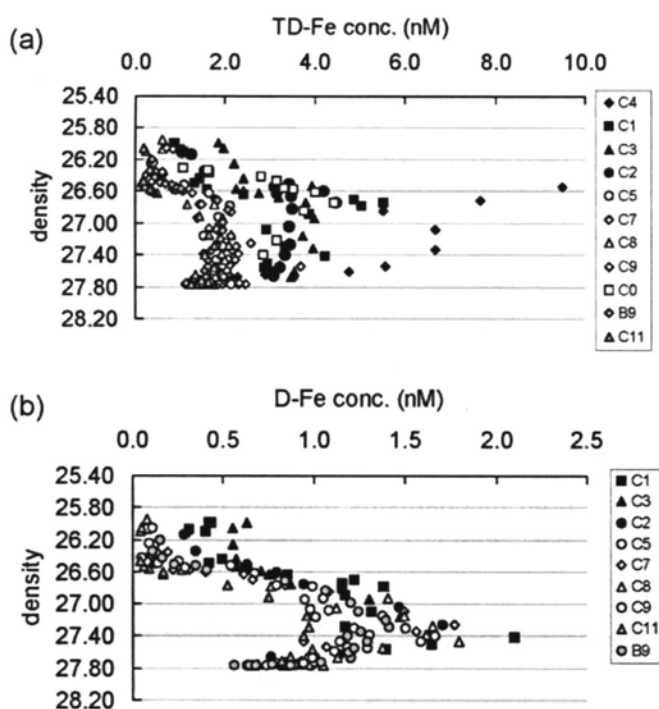 (a)
TD-Fe conc. (nM)
0.0 2.0 4.0 6.0 8.0 10.0
25.40
25.80
26.20
26.60
27.00
27.40
27.80
28.20
density
C4
C1
C3
C2
C5
C7
C8
C9
C0
B9
C11
(b)
D-Fe conc. (nM)
0.0 0.5 1.0 1.5 2.0 2.5
25.40
25.80
26.20
26.60
27.00
27.40
27.80
28.20
density
C1
C3
C2
C5
C7
C8
C9
C11
B9